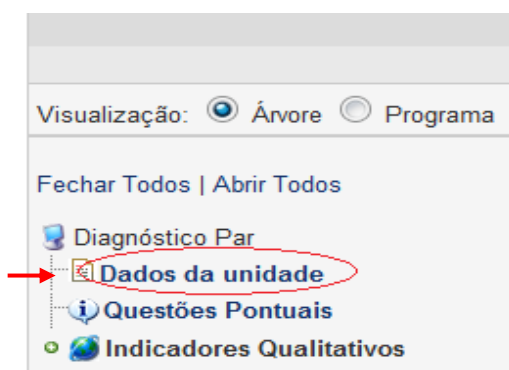 Visualização: Árvore Programa
Fechar Todos | Abrir Todos
Diagnóstico Par
Dados da unidade
Questões Pontuais
Indicadores Qualitativos